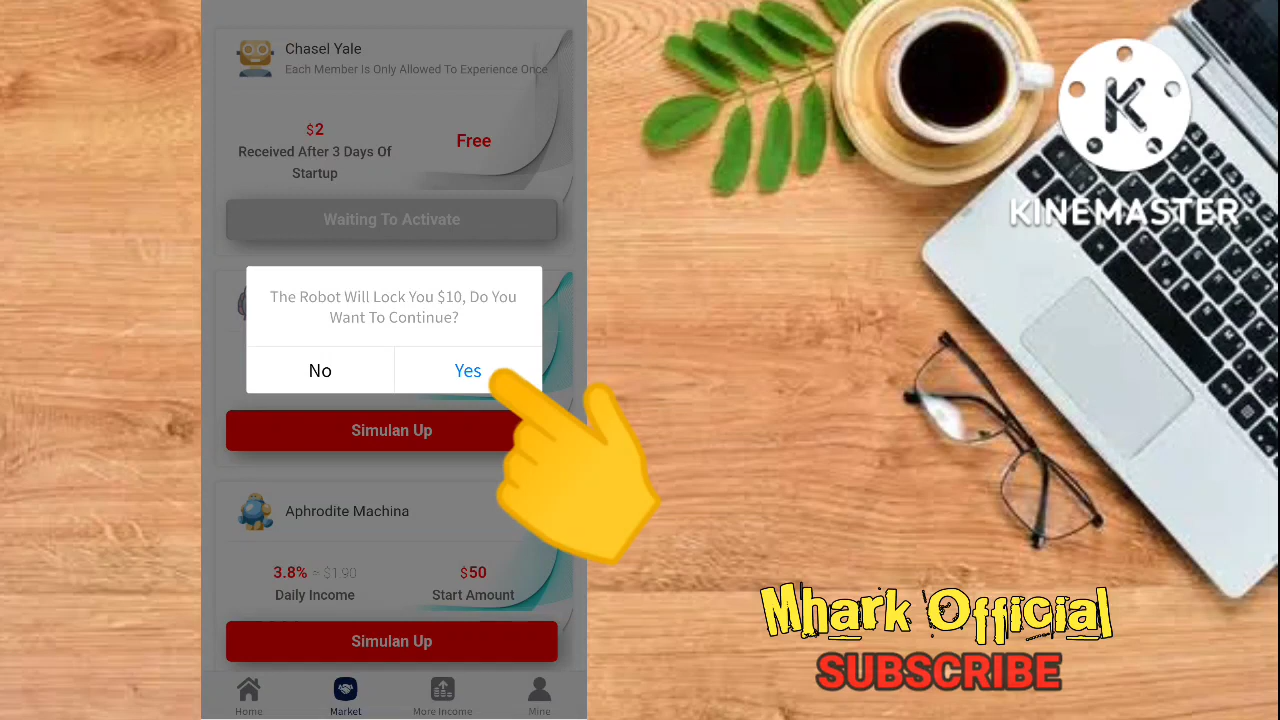 Chasel Yale
Each Member Is Only Allowed To Experience Once
$2
Received After 3 Days Of
Startup
Free
Waiting To Activate
The Robot Will Lock You $10, Do You
Want To Continue?
No
Yes
Simulan Up
Aphrodite Machina
3.8% ≈ $1.90
Daily Income
$50
Start Amount
Simulan Up
Home
Market
More Income
Mine
K
KINEMASTER
Mhark Official
SUBSCRIBE